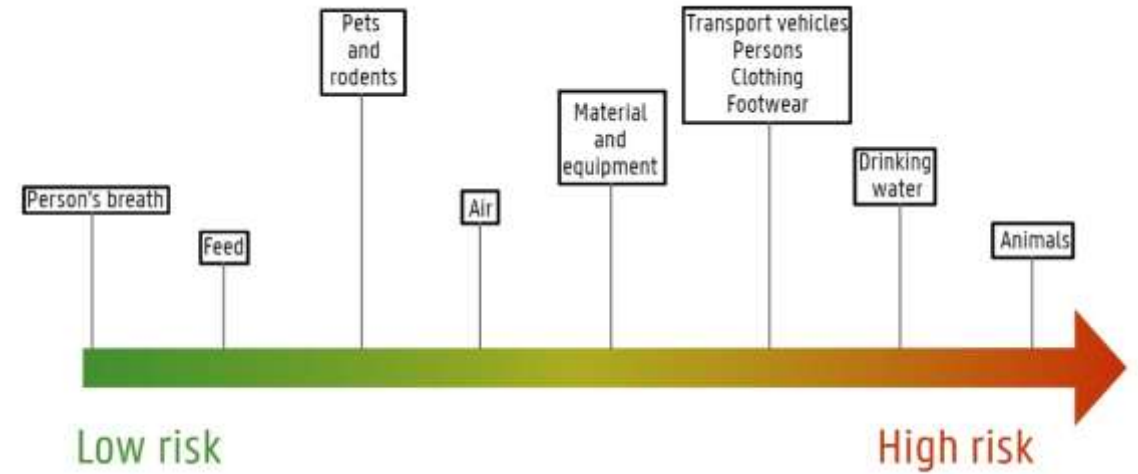 Person's breath
Feed
Pets
and
rodents
Air
Material
and
equipment
Transport vehicles
Persons
Clothing
Footwear
Drinking
water
Animals
Low risk
High risk